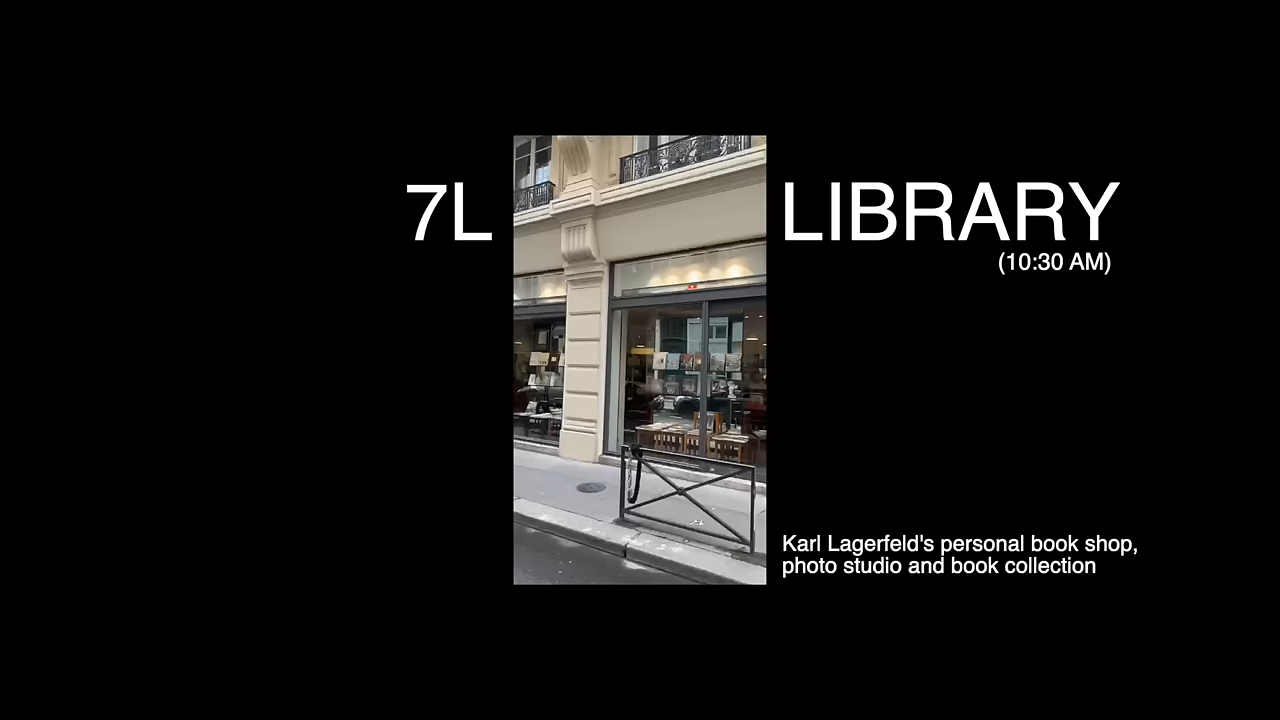 7L LIBRARY
(10:30 AM)
Karl Lagerfeld's personal book shop,
photo studio and book collection